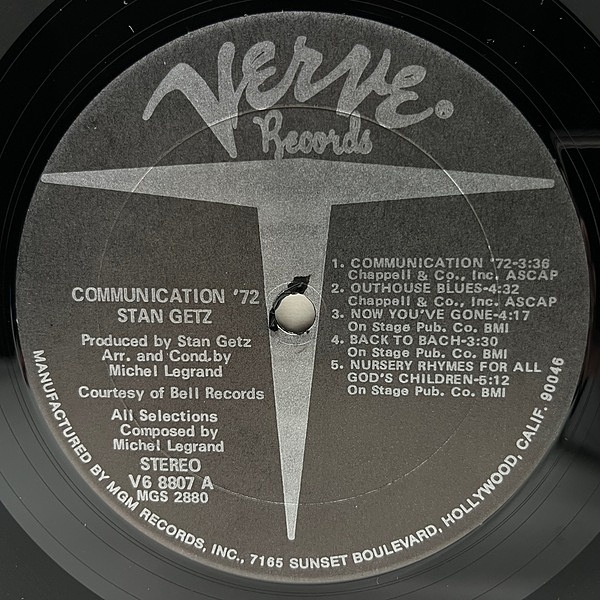 Verve®
Records
COMMUNICATION '72
STAN GETZ
Produced by Stan Getz
Arr. and Cond. by
Michel Legrand
Courtesy of Bell Records
All Selections
Composed by
Michel Legrand
STEREO
V6 8807 A
MGS 2880
1. COMMUNICATION '72-3:36
Chappell & Co., Inc. ASCAP
2. OUTHOUSE BLUES-4:32
Chappell & Co., Inc. ASCAP
3. NOW YOU'VE GONE-4:17
On Stage Pub. Co. BMI
4. BACK TO BACH-3:30
On Stage Pub. Co. BMI
5. NURSERY RHYMES FOR ALL
GOD'S CHILDREN-5:12
On Stage Pub. Co. BMI
MANUFACTURED BY MGM RECORDS, INC., 7165 SUNSET BOULEVARD, HOLLYWOOD, CALIF. 90046